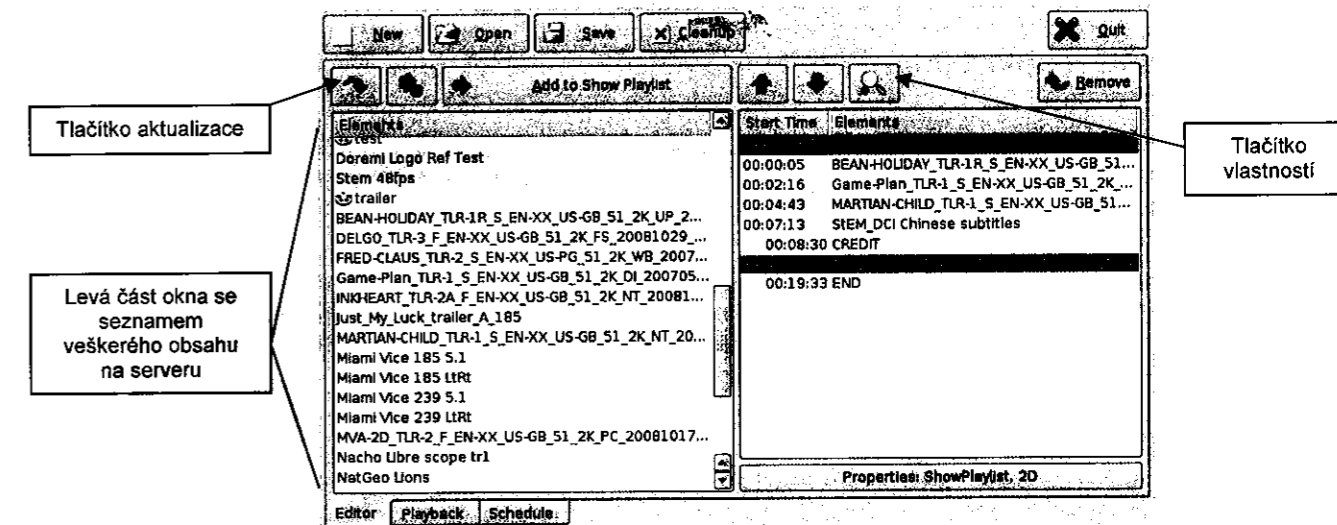 New Open Save Cleanup Quit
Add to Show Playlist Remove
Tlačítko aktualizace
Levá část okna se
seznamem
veškerého obsahu
na serveru
Elements
test
Doremi Logo Ref Test
Stem 48fps
trailer
BEAN-HOLIDAY_TLR-1R_S_EN-XX_US-GB_51_2K_UP_2...
DELGO_TLR-3_F_EN-XX_US-GB_51_2K_FS_20081029_...
FRED-CLAUS_TLR-2_S_EN-XX_US-PG_51_2K_WB_2007...
Game-Plan_TLR-1_S_EN-XX_US-GB_51_2K_DI_200705...
INKHEART_TLR-2A_F_EN-XX_US-GB_51_2K_NT_20081...
Just_My_Luck_trailer_A_185
MARTIAN-CHILD_TLR-1_S_EN-XX_US-GB_51_2K_NT_20...
Miami Vice 185 5.1
Miami Vice 185 LtRt
Miami Vice 239 5.1
Miami Vice 239 LtRt
MVA-2D_TLR-2_F_EN-XX_US-GB_51_2K_PC_20081017...
Nacho Libre scope tr1
NatGeo Lions
Start Time Elements
00:00:05 BEAN-HOLIDAY_TLR-1R_S_EN-XX_US-GB_51...
00:02:16 Game-Plan_TLR-1_S_EN-XX_US-GB_51_2K_...
00:04:43 MARTIAN-CHILD_TLR-1_S_EN-XX_US-GB_51...
00:07:13 StEM_DCI Chinese subtitles
00:08:30 CREDIT
00:19:33 END
Properties: ShowPlaylist, 2D
Tlačítko
vlastností
Editor Playback Schedule